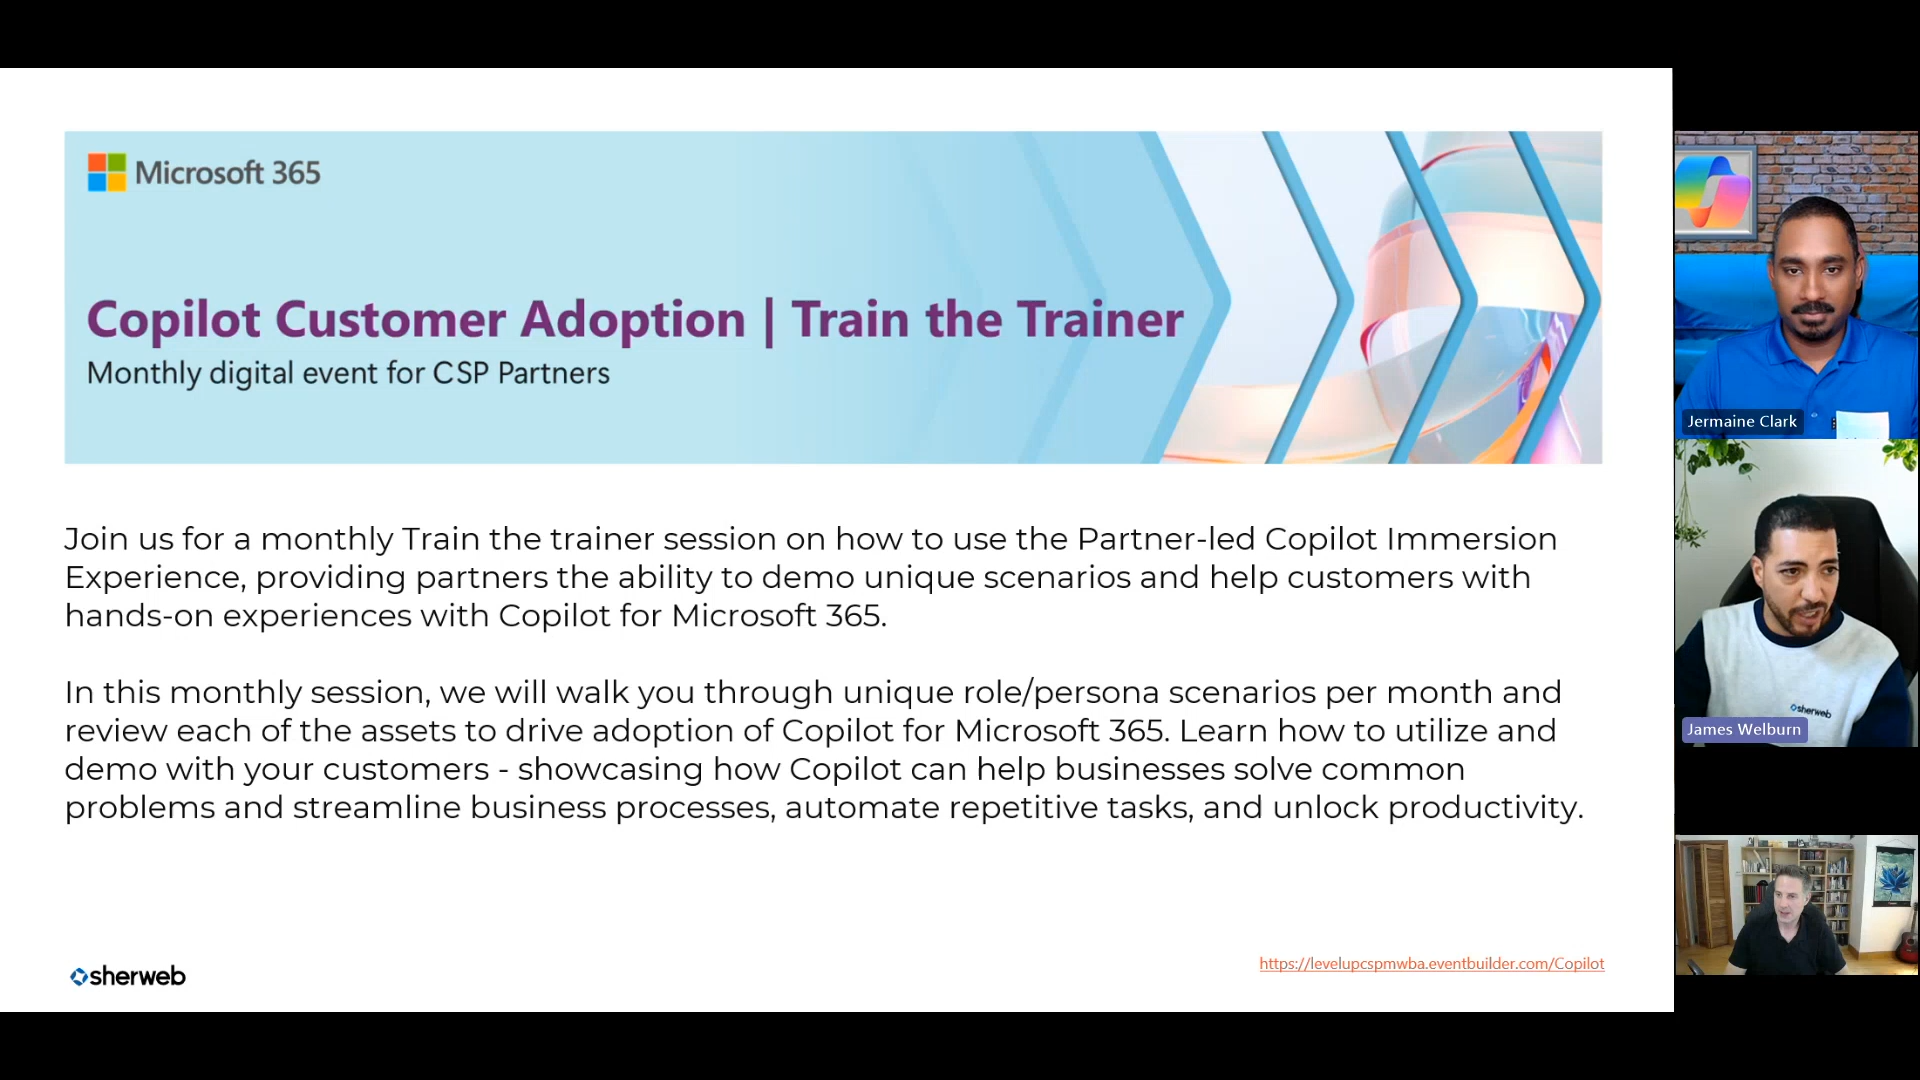 Microsoft 365
Copilot Customer Adoption | Train the Trainer
Monthly digital event for CSP Partners
Join us for a monthly Train the trainer session on how to use the Partner-led Copilot Immersion
Experience, providing partners the ability to demo unique scenarios and help customers with
hands-on experiences with Copilot for Microsoft 365.
In this monthly session, we will walk you through unique role/persona scenarios per month and
review each of the assets to drive adoption of Copilot for Microsoft 365. Learn how to utilize and
demo with your customers - showcasing how Copilot can help businesses solve common
problems and streamline business processes, automate repetitive tasks, and unlock productivity.
sherweb
https://levelupcspmwba.eventbuilder.com/Copilot
Jermaine Clark
sherweb
James Welburn